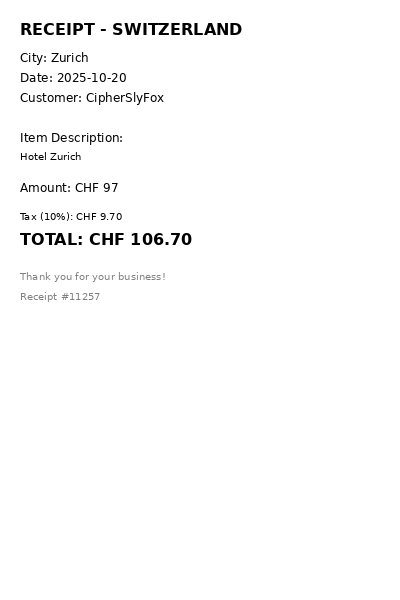 RECEIPT - SWITZERLAND
City: Zurich
Date: 2025-10-20
Customer: CipherSlyFox
Item Description:
Hotel Zurich
Amount: CHF 97
Tax (10%): CHF 9.70
TOTAL: CHF 106.70
Thank you for your business!
Receipt #11257